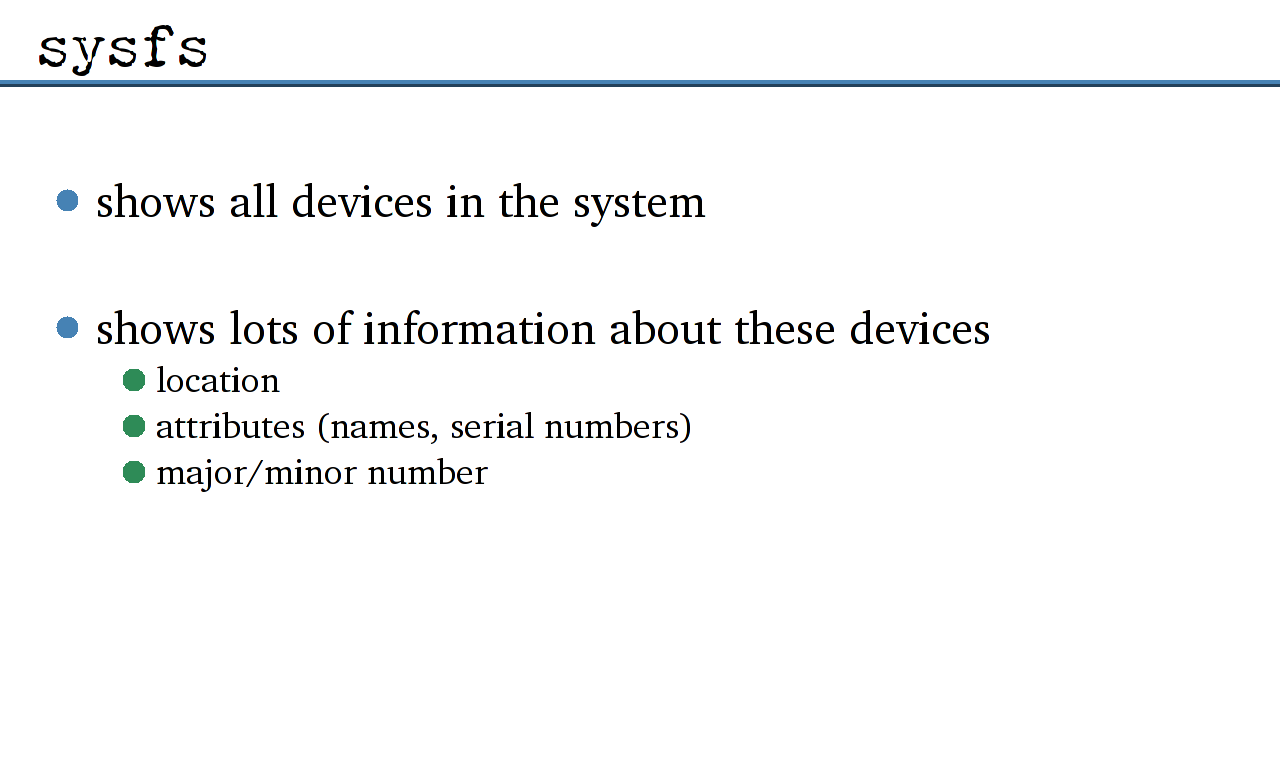 sysfs
shows all devices in the system
shows lots of information about these devices
location
attributes (names, serial numbers)
major/minor number